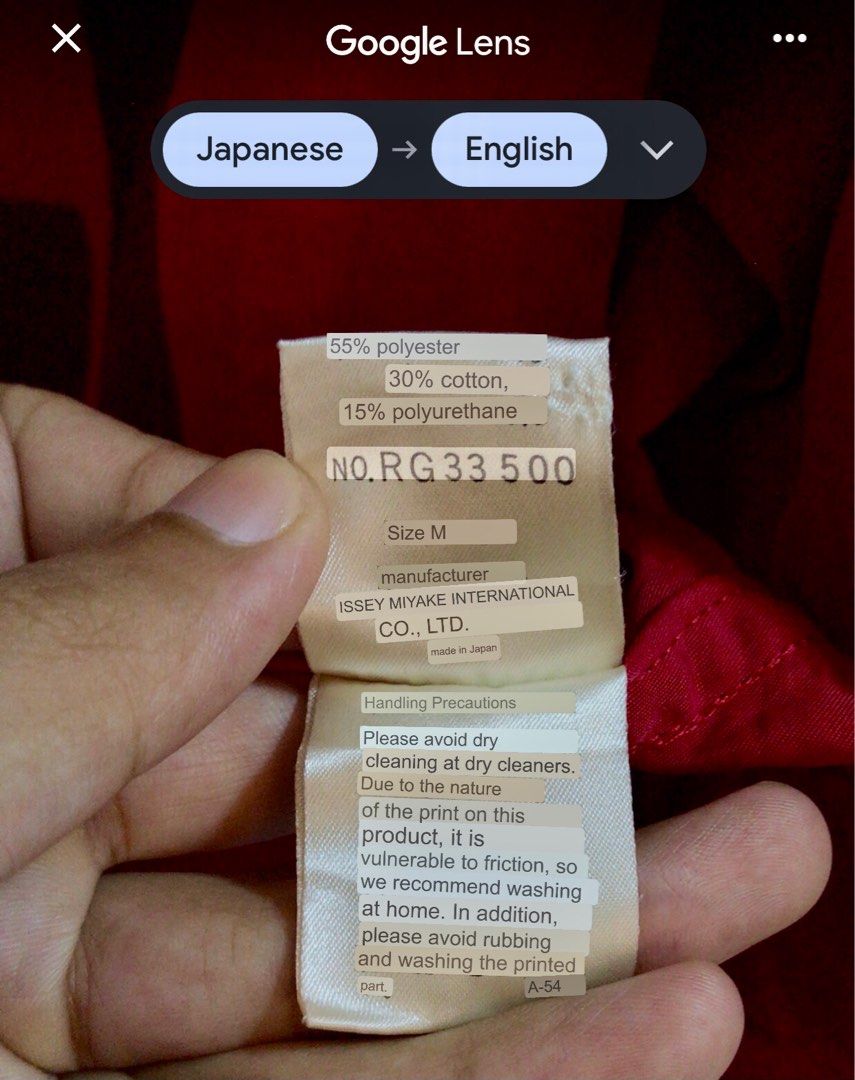 Google Lens
Japanese → English
55% polyester
30% cotton,
15% polyurethane
NO.RG33500
Size M
manufacturer
ISSEY MIYAKE INTERNATIONAL
CO., LTD.
made in Japan
Handling Precautions
Please avoid dry
cleaning at dry cleaners.
Due to the nature
of the print on this
product, it is
vulnerable to friction, so
we recommend washing
at home. In addition,
please avoid rubbing
and washing the printed
part.
A-54